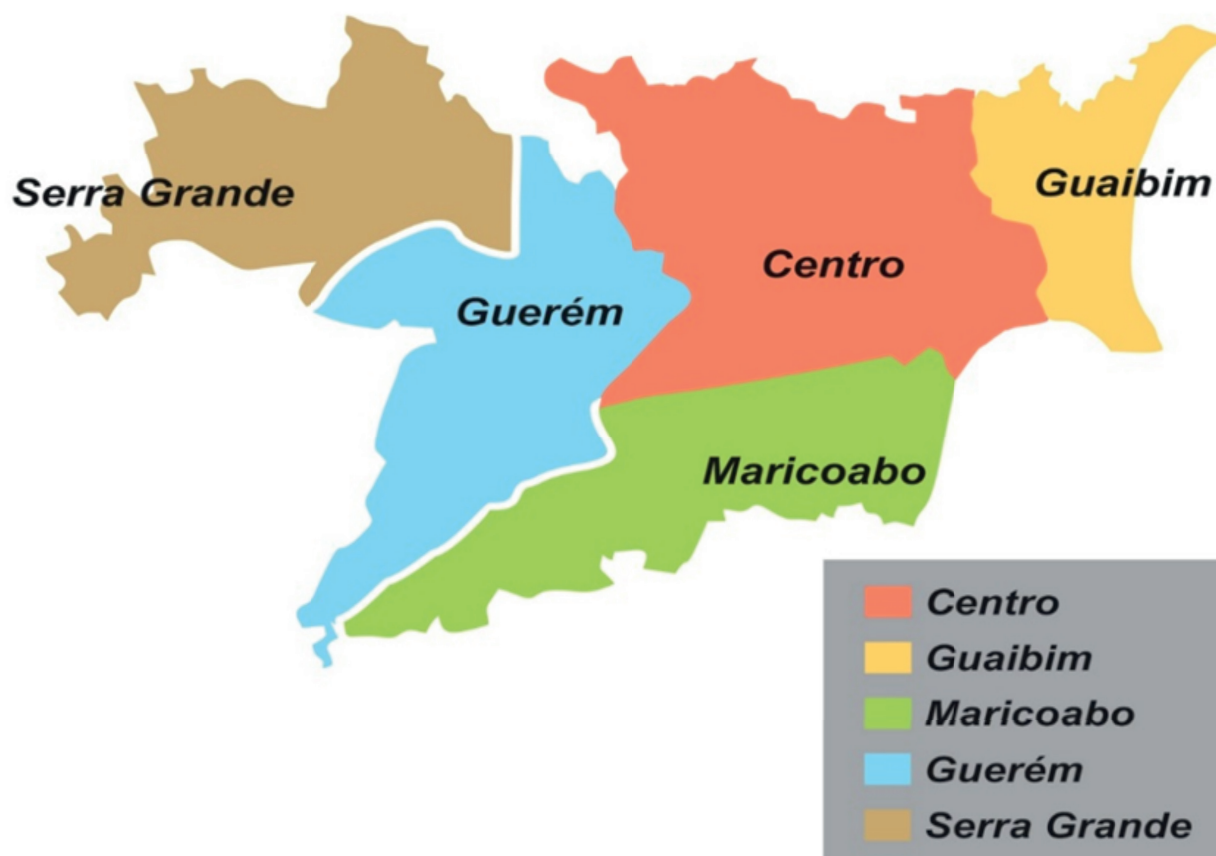 Serra Grande
Guaibim
Centro
Guerém
Maricoabo
Centro
Guaibim
Maricoabo
Guerém
Serra Grande